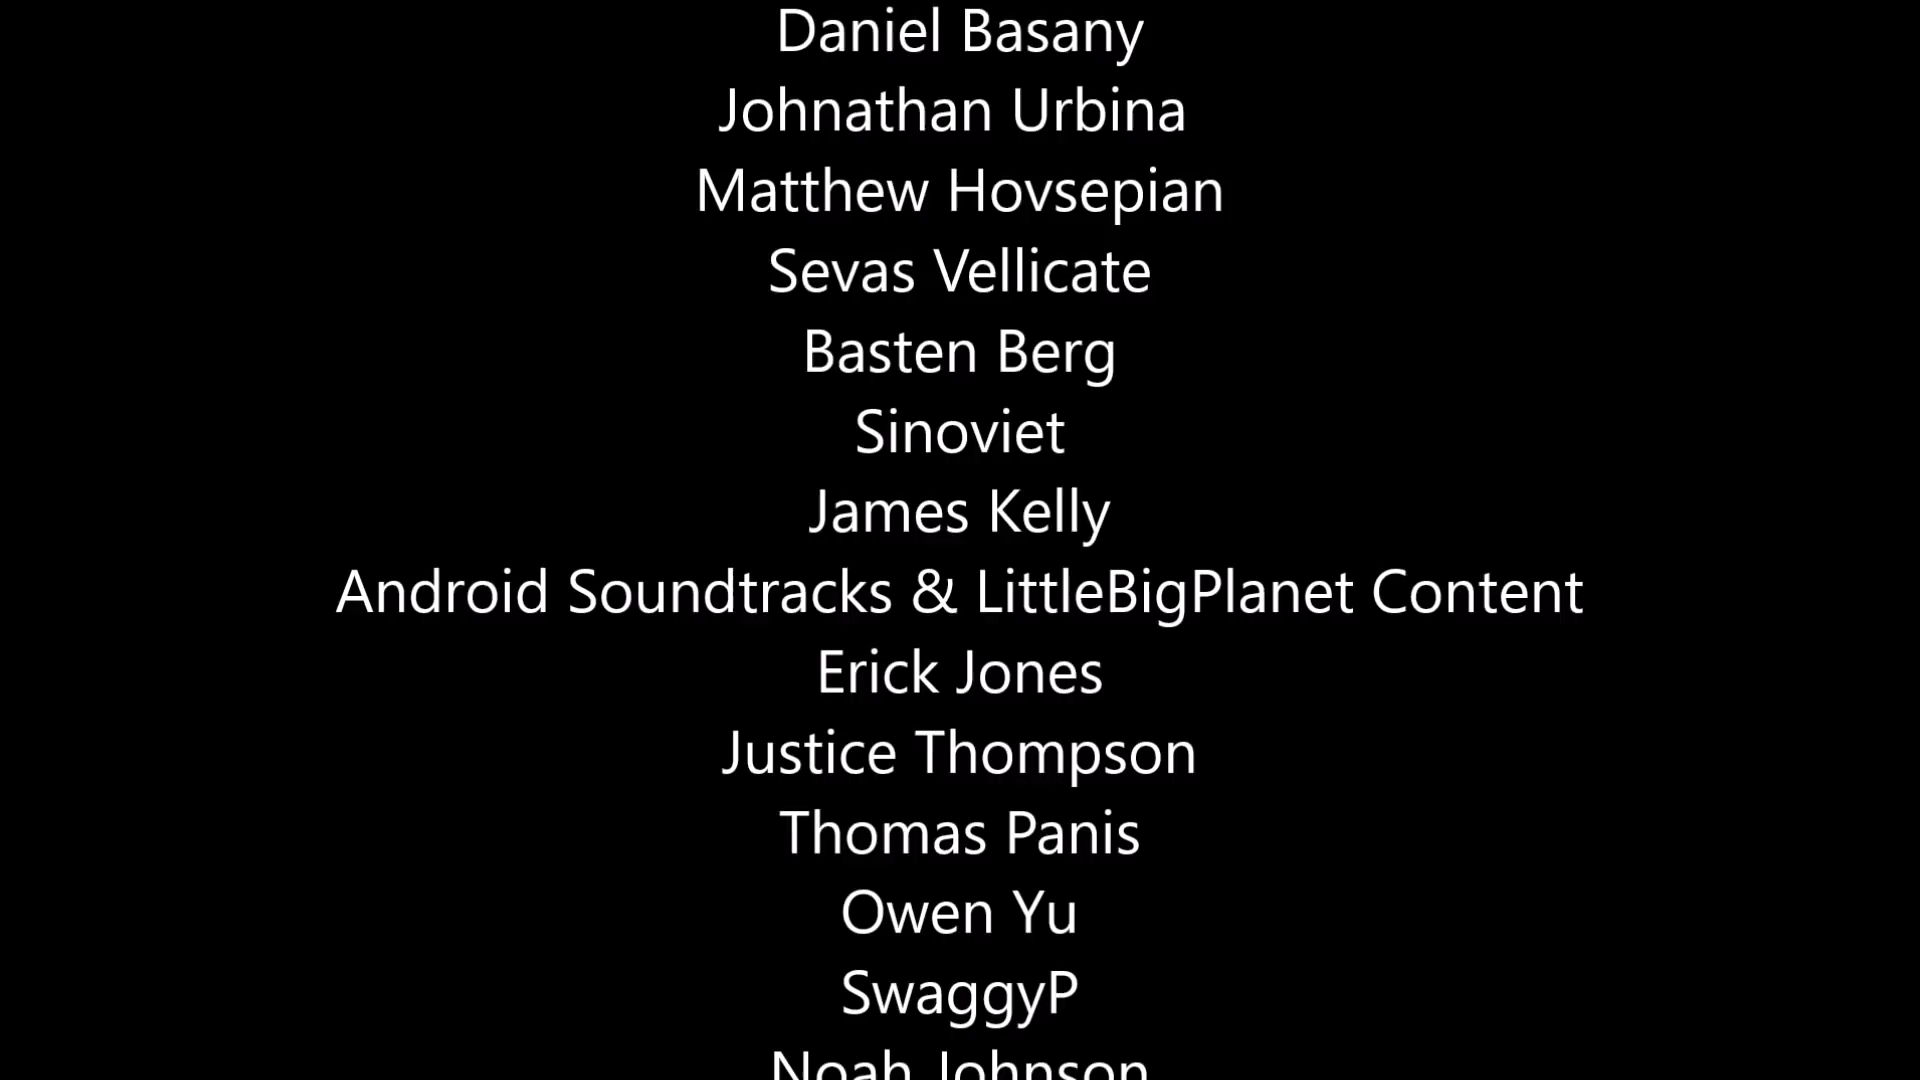 Daniel Basany
Johnathan Urbina
Matthew Hovsepian
Sevas Vellicate
Basten Berg
Sinoviet
James Kelly
Android Soundtracks & LittleBigPlanet Content
Erick Jones
Justice Thompson
Thomas Panis
Owen Yu
SwaggyP
Noah Johnson